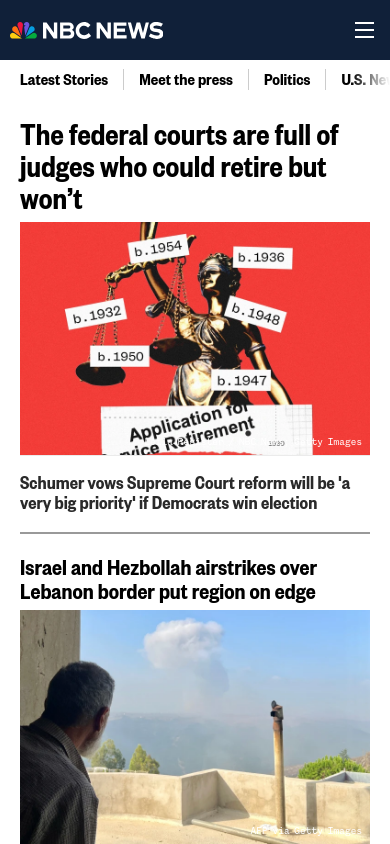 NBC NEWS
Latest Stories
Meet the press
Politics
U.S.
The federal courts are full of
judges who could retire but
won’t
b.1954
b.1936
b.1932
b.1948
b.1950
b.1947
Application for
Retirement
Images
Schumer vows Supreme Court reform will be 'a
very big priority' if Democrats win election
Israel and Hezbollah airstrikes over
Lebanon border put region on edge
Getty Images